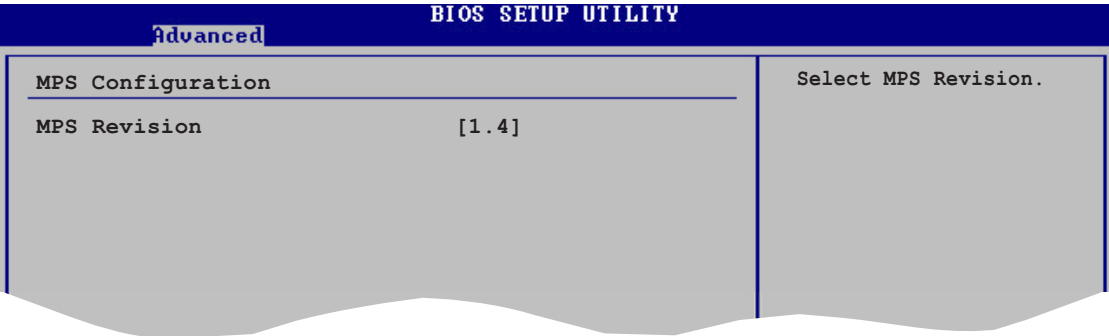 BIOS SETUP UTILITY
Advanced
MPS Configuration
MPS Revision [1.4]
Select MPS Revision.